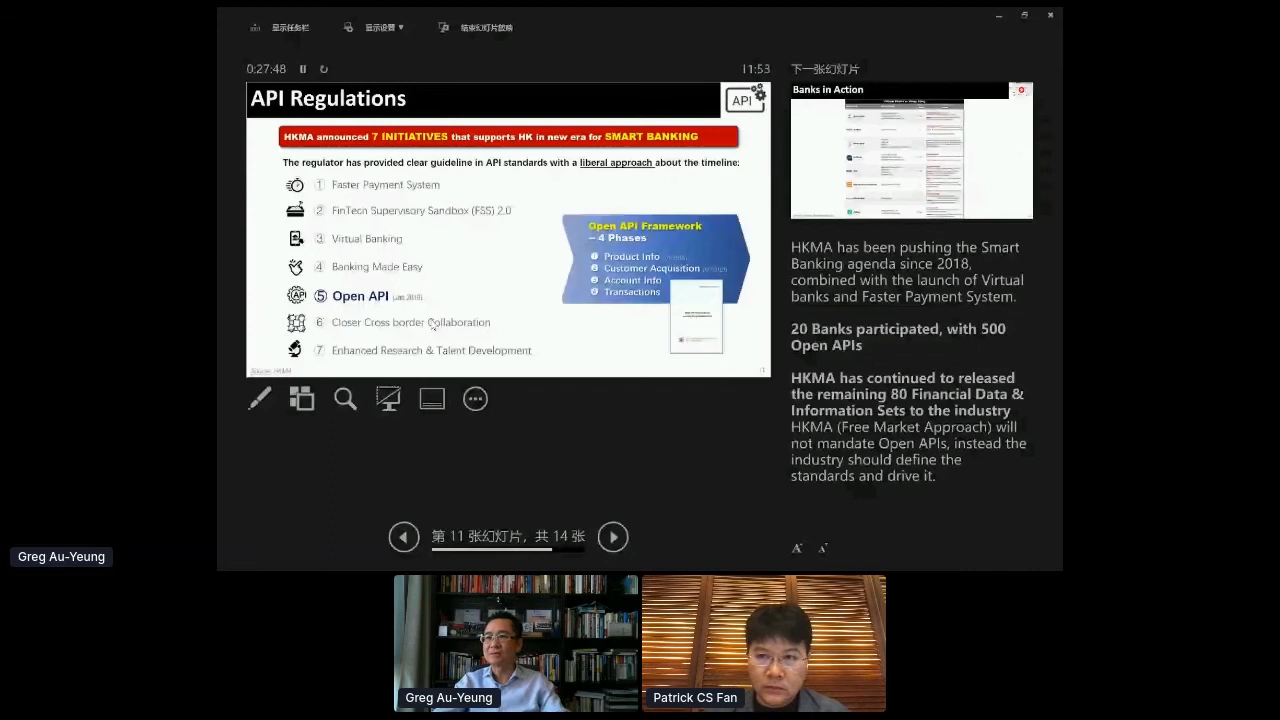 显示任务栏
显示设置 ▼
结束幻灯片放映
0:27:48
11:53
下一张幻灯片
API Regulations
API
HKMA announced 7 INITIATIVES that supports HK in new era for SMART BANKING
The regulator has provided clear guideline in API standards with a liberal approach about the timeline:
① Faster Payment System
② FinTech Supervisory Sandbox (FSS)
③ Virtual Banking
④ Banking Made Easy
⑤ Open API (Jan 2019)
⑥ Closer Cross border Collaboration
⑦ Enhanced Research & Talent Development
Open API Framework
– 4 Phases
① Product Info
② Customer Acquisition
③ Account Info
④ Transactions
Source: HKMA
11
Banks in Action
HKMA has been pushing the Smart
Banking agenda since 2018,
combined with the launch of Virtual
banks and Faster Payment System.
20 Banks participated, with 500
Open APIs
HKMA has continued to released
the remaining 80 Financial Data &
Information Sets to the industry
HKMA (Free Market Approach) will
not mandate Open APIs, instead the
industry should define the
standards and drive it.
第 11 张幻灯片，共 14 张
Greg Au-Yeung
Greg Au-Yeung
Patrick CS Fan